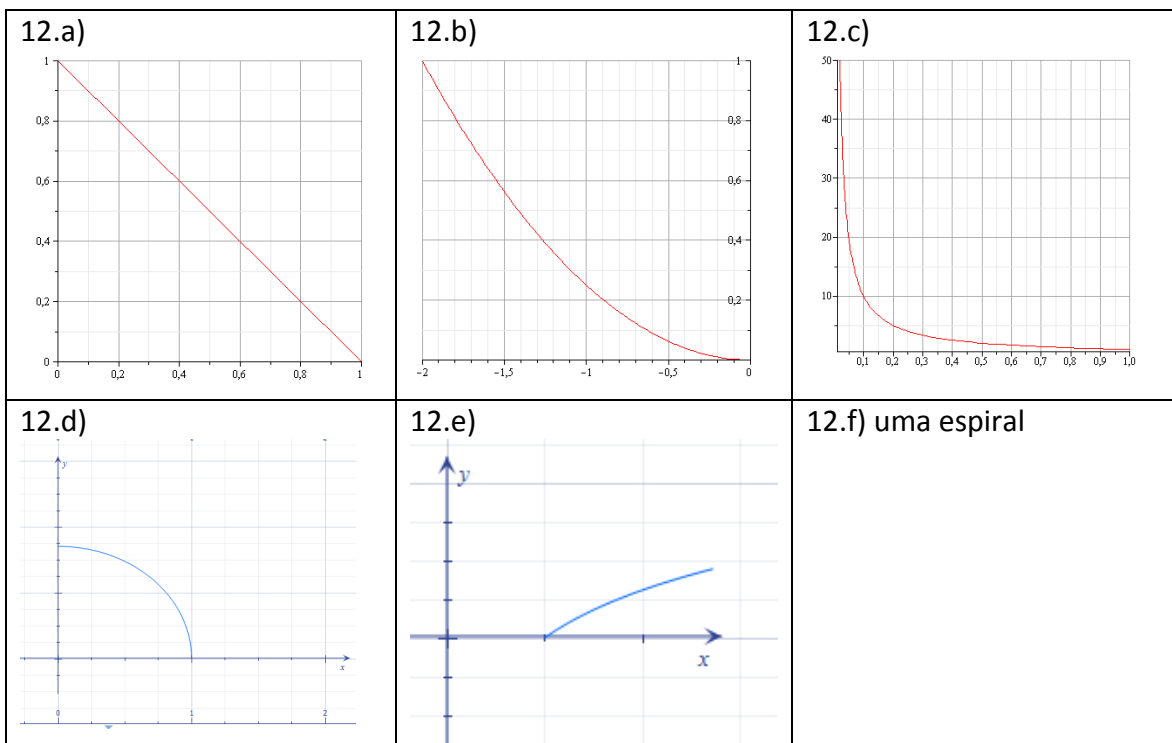 12.a)
1
0,8
0,6
0,4
0,2
0
0 0,2 0,4 0,6 0,8 1
12.b)
1
0,8
0,6
0,4
0,2
-2 -1,5 -1 -0,5 0
12.c)
50
40
30
20
10
0,1 0,2 0,3 0,4 0,5 0,6 0,7 0,8 0,9 1,0
12.d)
y
x
0 1 2
12.e)
y
x
12.f) uma espiral